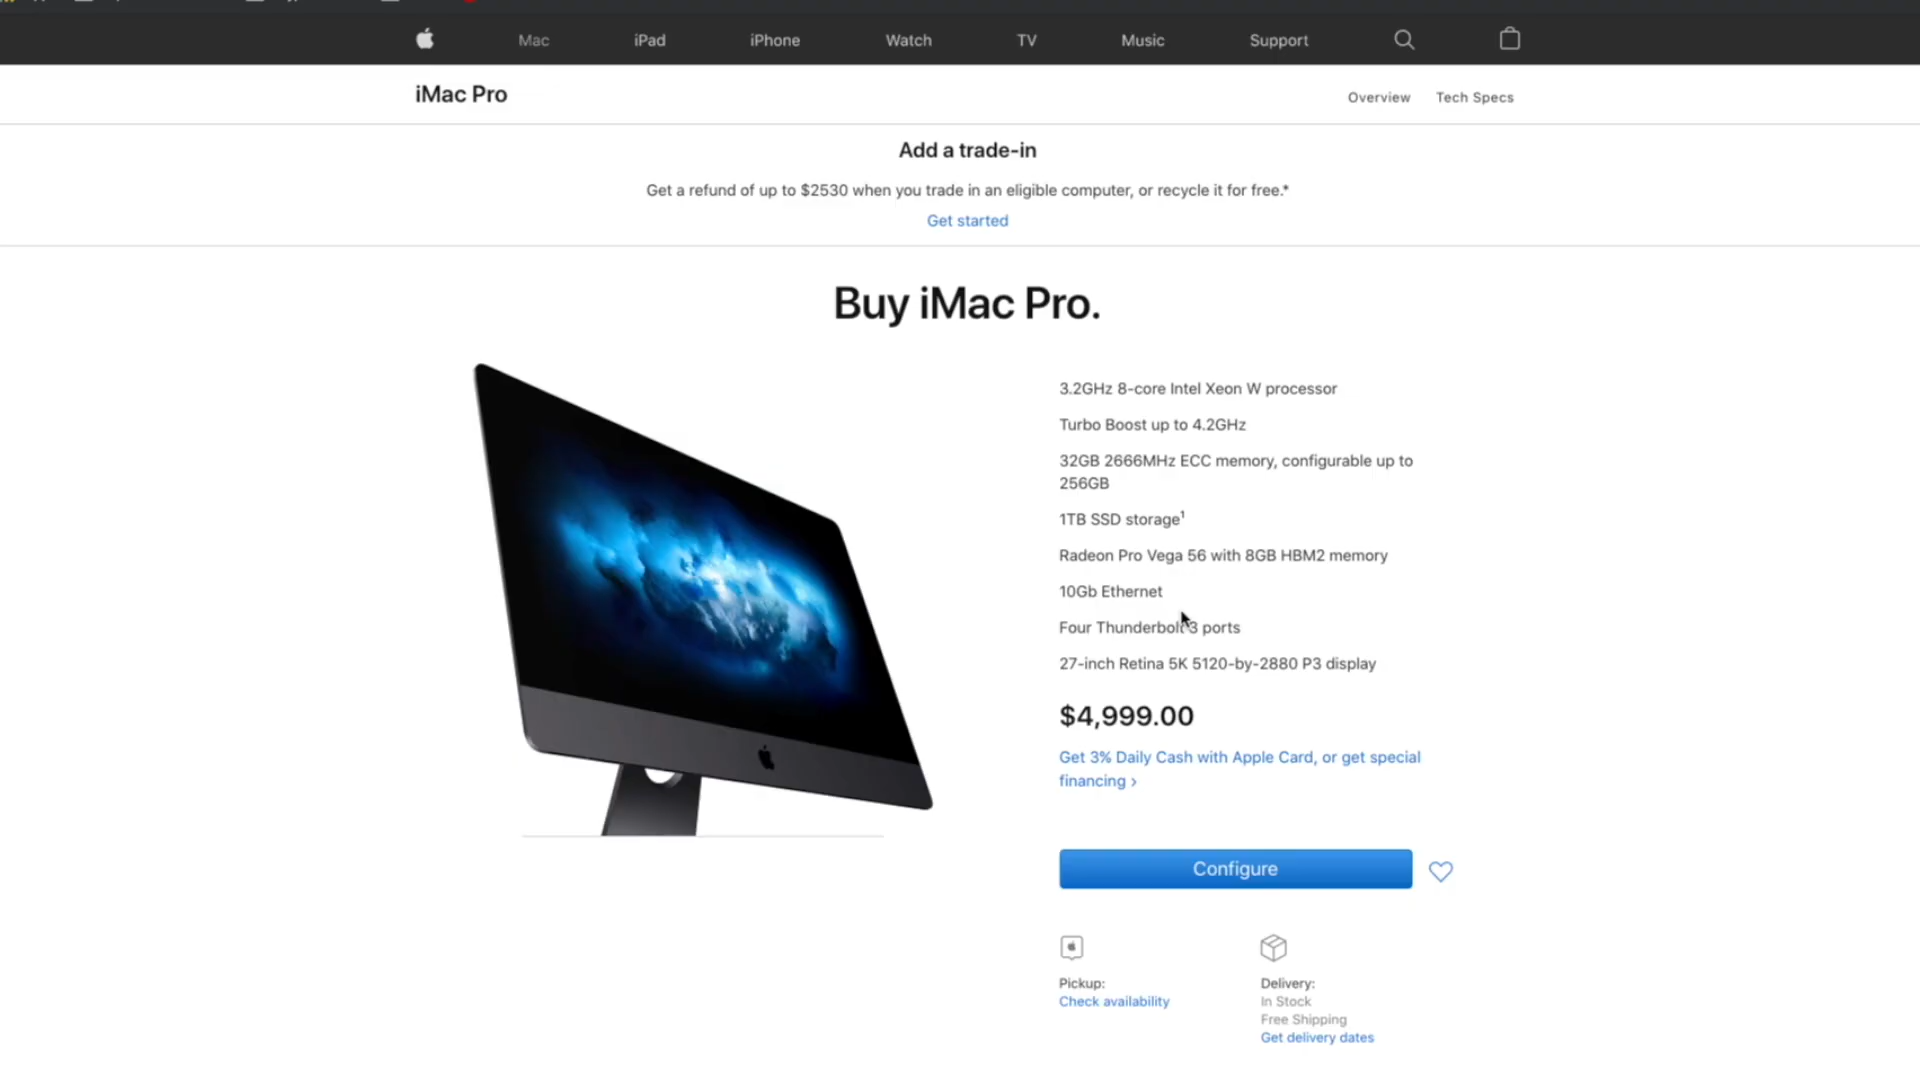 Mac
iPad
iPhone
Watch
TV
Music
Support
iMac Pro
Overview
Tech Specs
Add a trade-in
Get a refund of up to $2530 when you trade in an eligible computer, or recycle it for free.*
Get started
Buy iMac Pro.
3.2GHz 8-core Intel Xeon W processor
Turbo Boost up to 4.2GHz
32GB 2666MHz ECC memory, configurable up to
256GB
1TB SSD storage¹
Radeon Pro Vega 56 with 8GB HBM2 memory
10Gb Ethernet
Four Thunderbolt 3 ports
27-inch Retina 5K 5120-by-2880 P3 display
$4,999.00
Get 3% Daily Cash with Apple Card, or get special
financing ›
Configure
Pickup:
Check availability
Delivery:
In Stock
Free Shipping
Get delivery dates